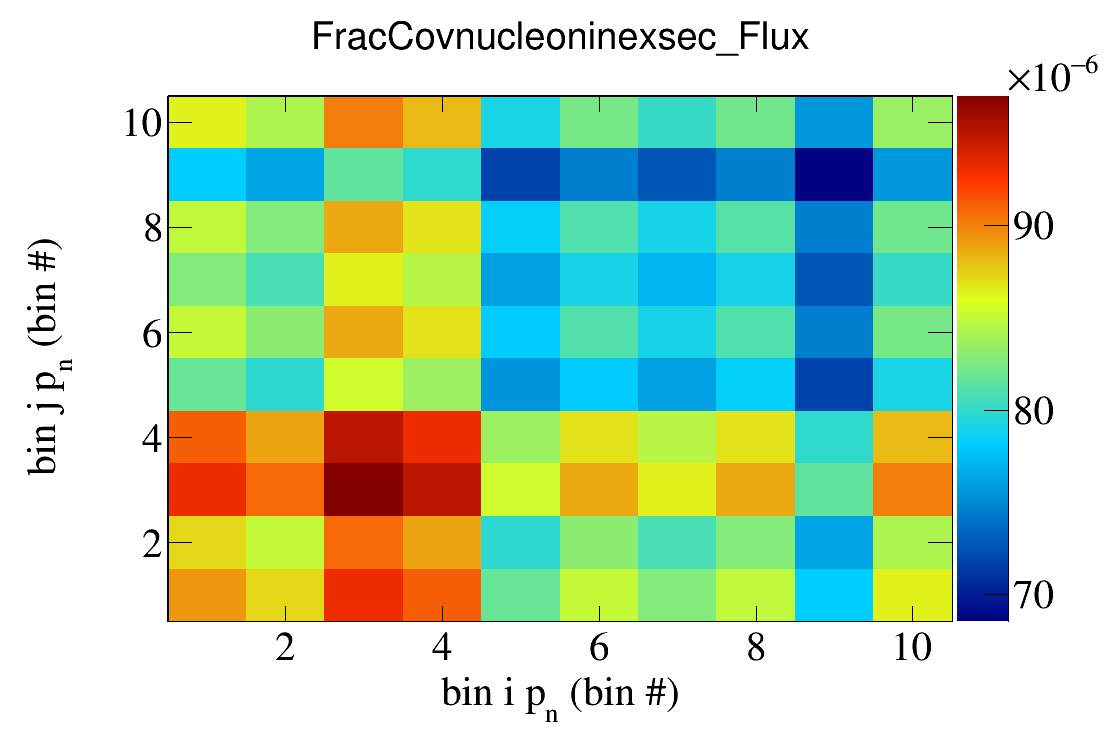 FracCovnucleoninexsec_Flux
×10⁻⁶
10
8
6
4
2
90
80
70
2 4 6 8 10
bin i pₙ (bin #)
bin j pₙ (bin #)